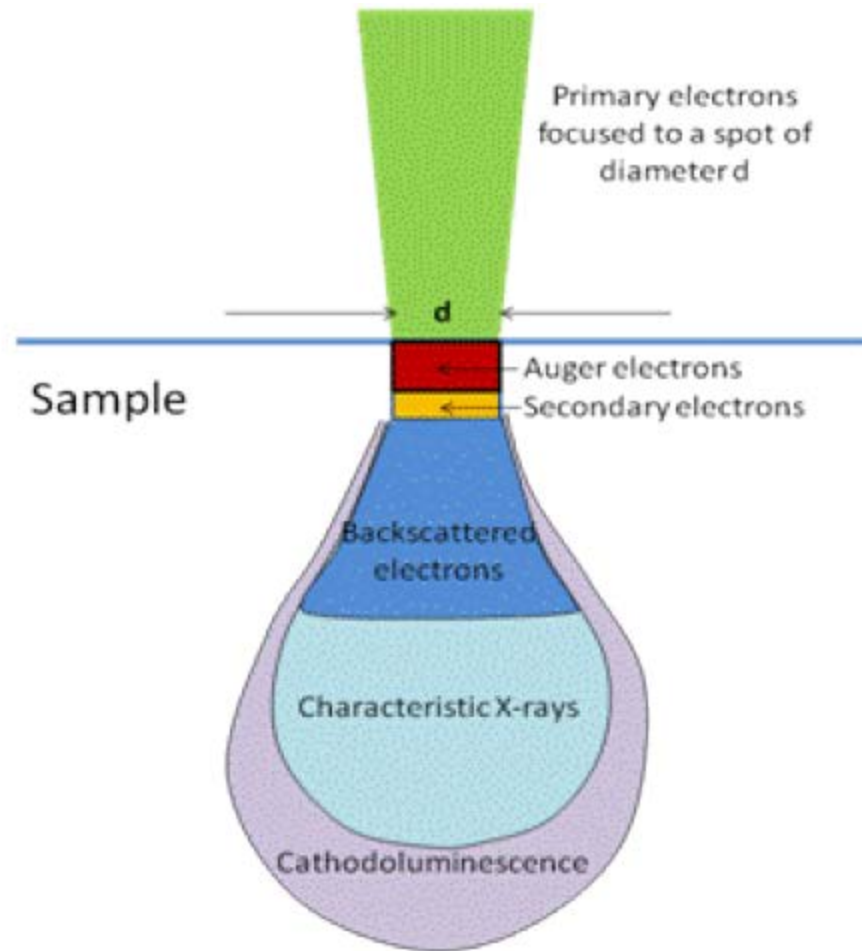 Primary electrons
focused to a spot of
diameter d
d
Auger electrons
Secondary electrons
Sample
Backscattered
electrons
Characteristic X-rays
Cathodoluminescence